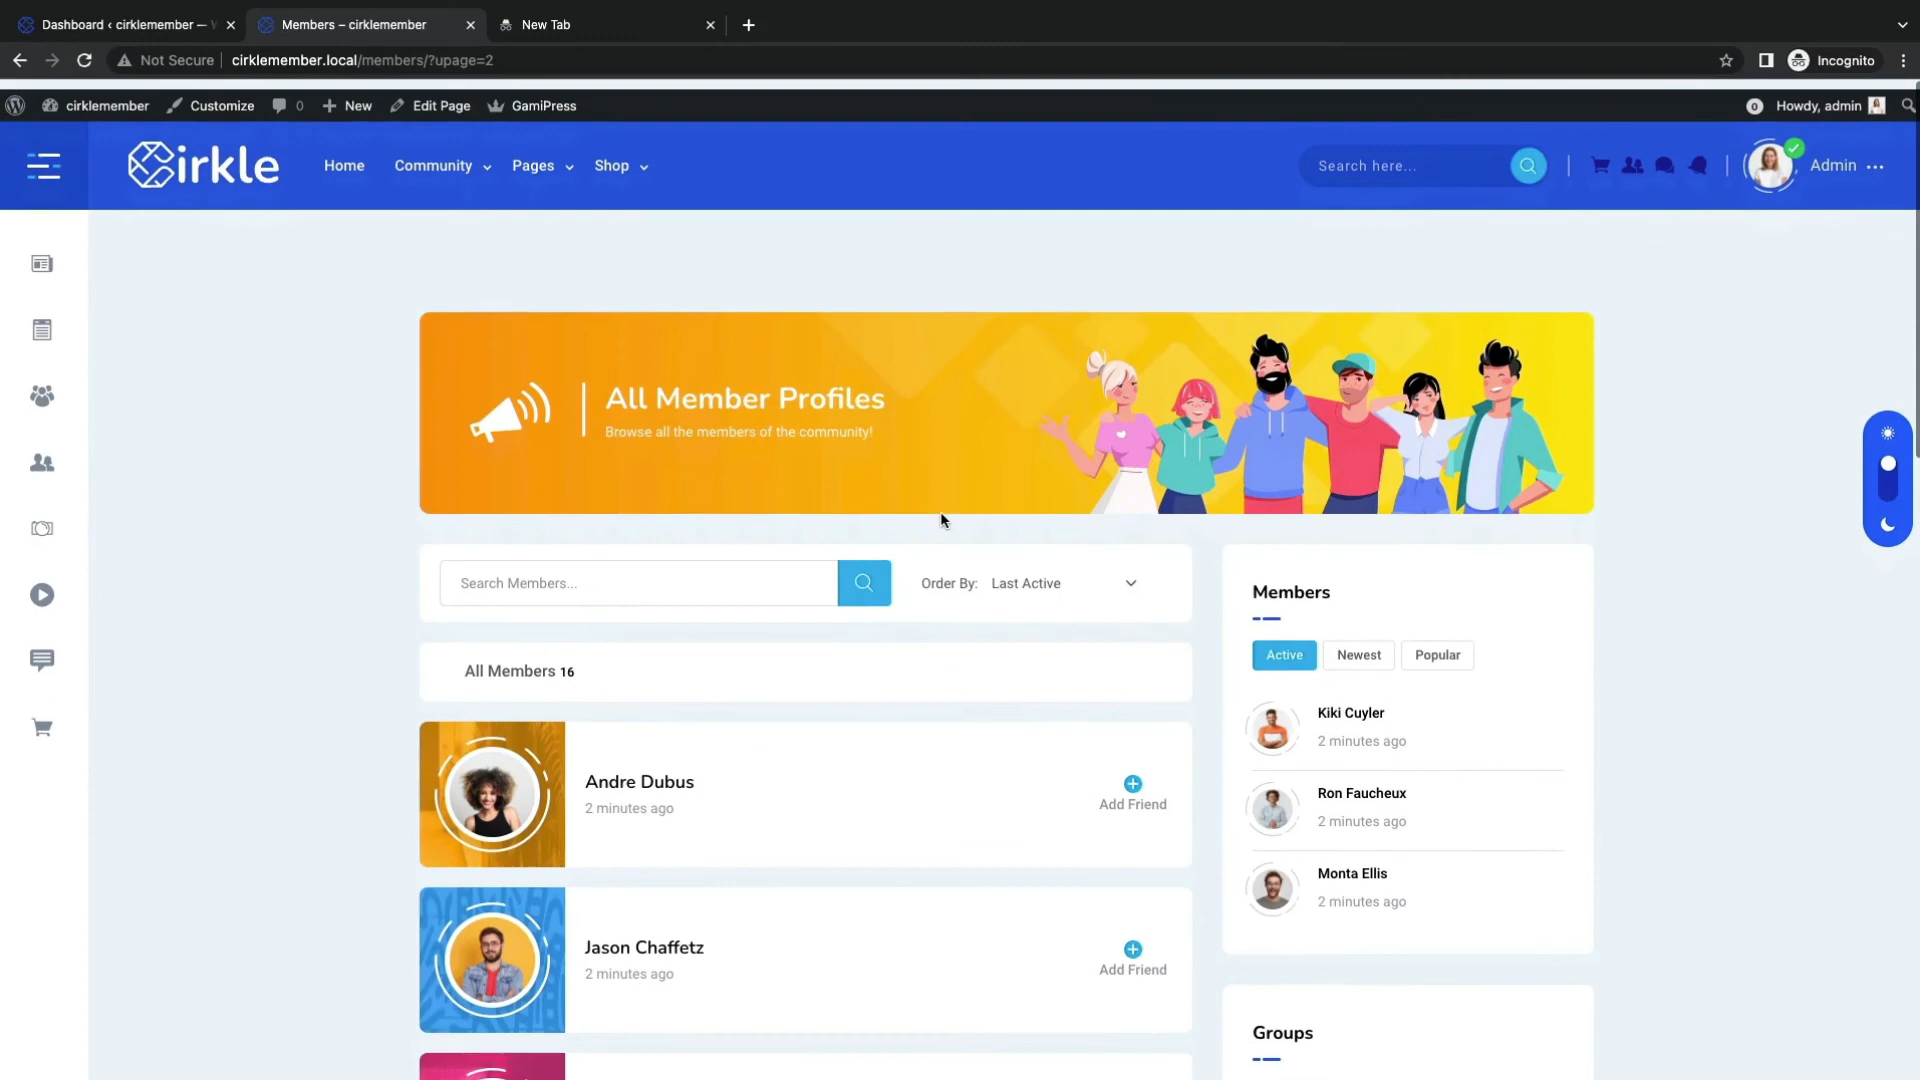 Dashboard ‹ cirklemember —
Members – cirklemember
New Tab
Not Secure
cirklemember.local/members/?upage=2
Incognito
cirklemember
Customize
0
New
Edit Page
GamiPress
0
Howdy, admin
Cirkle
Home
Community
Pages
Shop
Search here...
Admin
All Member Profiles
Browse all the members of the community!
Search Members...
Order By: Last Active
All Members 16
Andre Dubus
2 minutes ago
Add Friend
Jason Chaffetz
2 minutes ago
Add Friend
Members
Active
Newest
Popular
Kiki Cuyler
2 minutes ago
Ron Faucheux
2 minutes ago
Monta Ellis
2 minutes ago
Groups